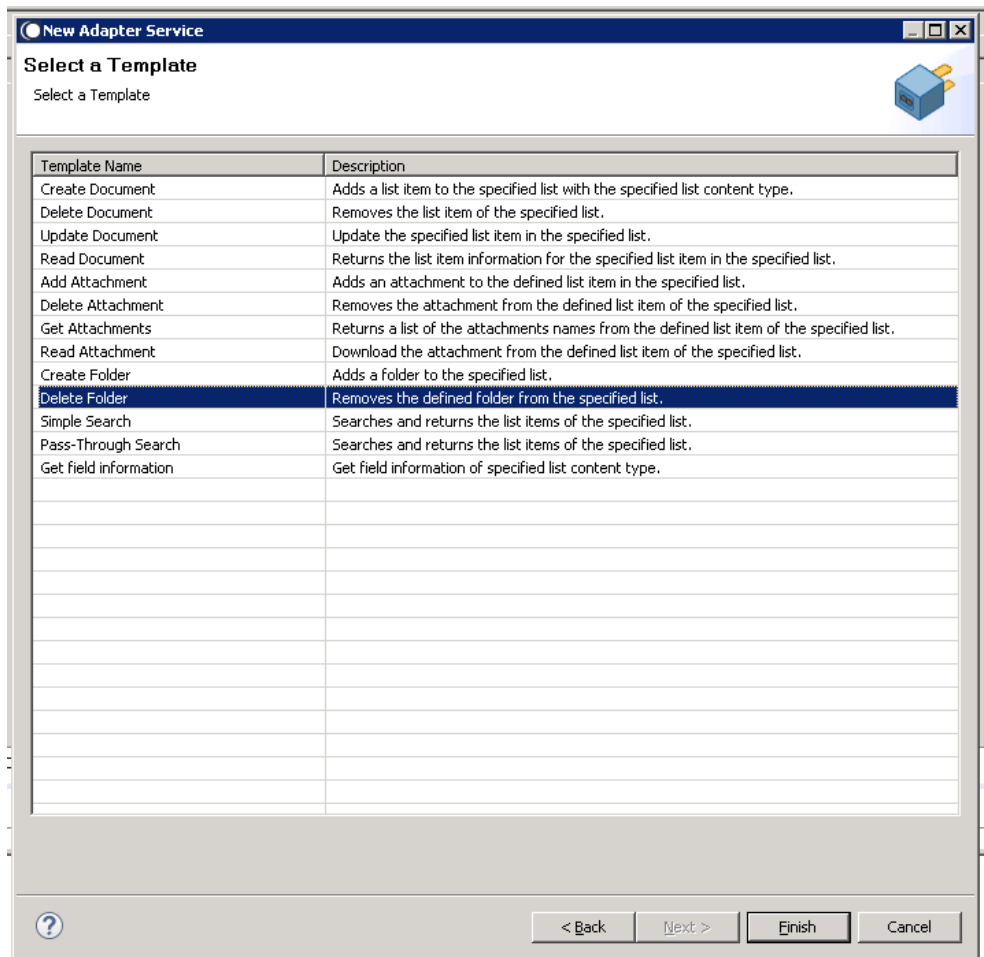 New Adapter Service
Select a Template
Select a Template
Template Name Description
Create Document Adds a list item to the specified list with the specified list content type.
Delete Document Removes the list item of the specified list.
Update Document Update the specified list item in the specified list.
Read Document Returns the list item information for the specified list item in the specified list.
Add Attachment Adds an attachment to the defined list item in the specified list.
Delete Attachment Removes the attachment from the defined list item of the specified list.
Get Attachments Returns a list of the attachments names from the defined list item of the specified list.
Read Attachment Download the attachment from the defined list item of the specified list.
Create Folder Adds a folder to the specified list.
Delete Folder Removes the defined folder from the specified list.
Simple Search Searches and returns the list items of the specified list.
Pass-Through Search Searches and returns the list items of the specified list.
Get field information Get field information of specified list content type.
? < Back Next > Finish Cancel